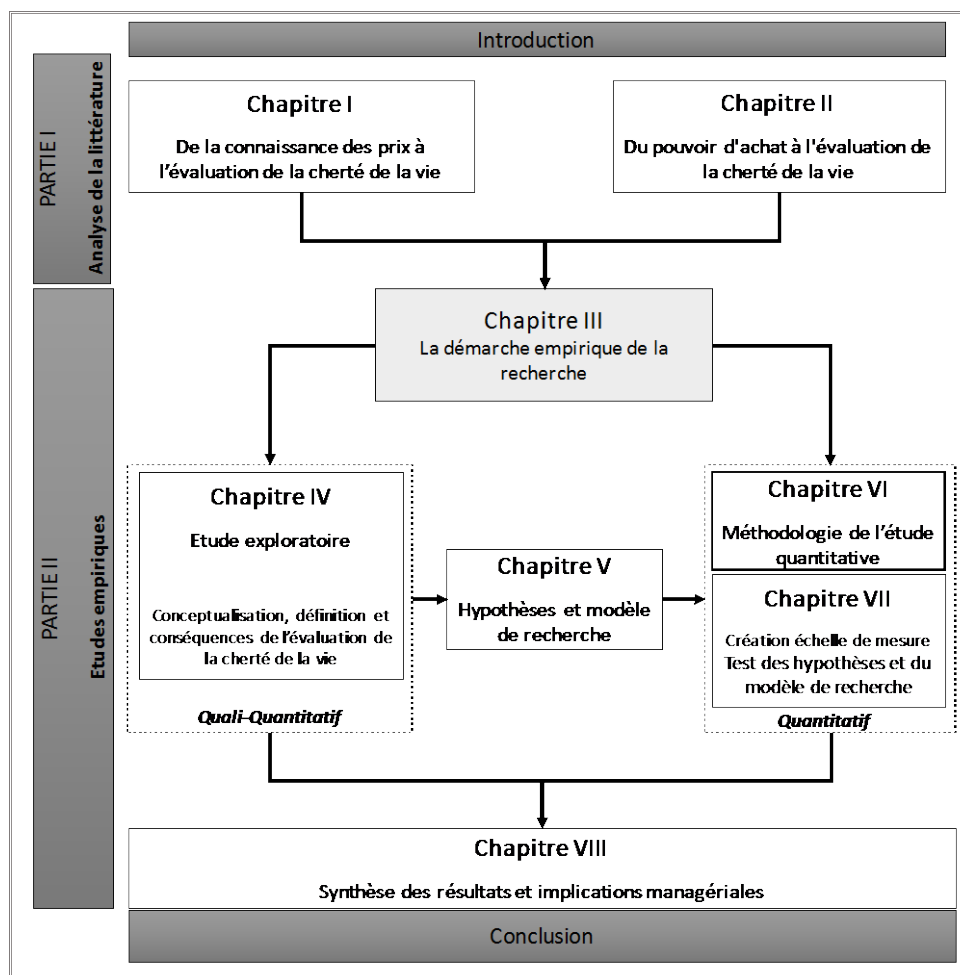 Introduction
PARTIE I
Analyse de la littérature
Chapitre I
De la connaissance des prix à
l'évaluation de la cherté de la vie
Chapitre II
Du pouvoir d'achat à l'évaluation de
la cherté de la vie
Chapitre III
La démarche empirique de la
recherche
PARTIE II
Etudes empiriques
Chapitre IV
Etude exploratoire
Conceptualisation, définition et
conséquences de l'évaluation de
la cherté de la vie
Quali-Quantitatif
Chapitre V
Hypothèses et modèle
de recherche
Chapitre VI
Méthodologie de l'étude
quantitative
Chapitre VII
Création échelle de mesure
Test des hypothèses et du
modèle de recherche
Quantitatif
Chapitre VIII
Synthèse des résultats et implications managériales
Conclusion